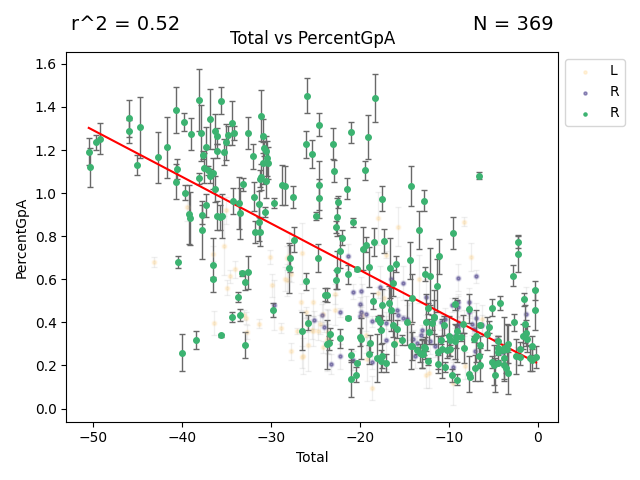 r^2 = 0.52
N = 369
Total vs PercentGpA
1.6
1.4
1.2
1.0
0.8
0.6
0.4
0.2
0.0
PercentGpA
−50
−40
−30
−20
−10
0
Total
L
R
R